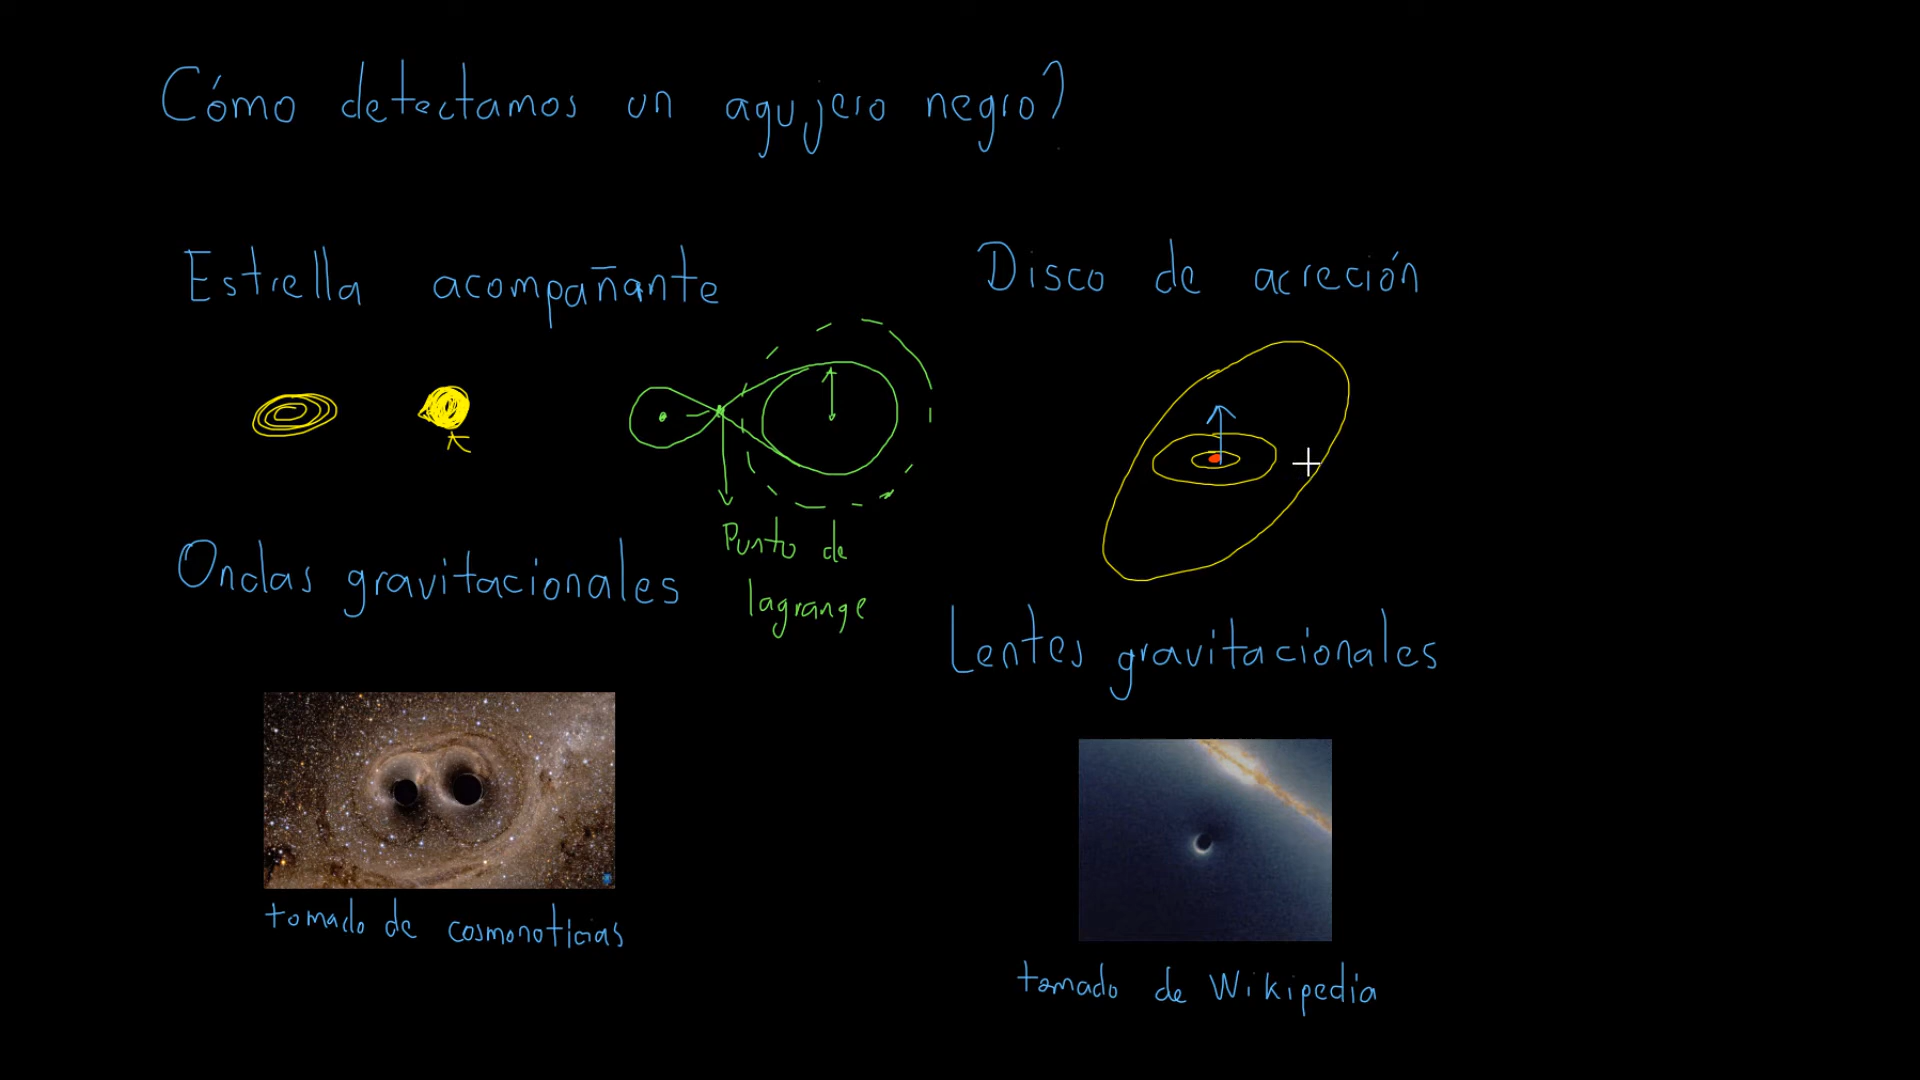 Cómo detectamos un agujero negro?
Estrella acompañante
Disco de acreción
Punto de
lagrange
Ondas gravitacionales
Lentes gravitacionales
tomado de cosmonoticias
tomado de Wikipedia